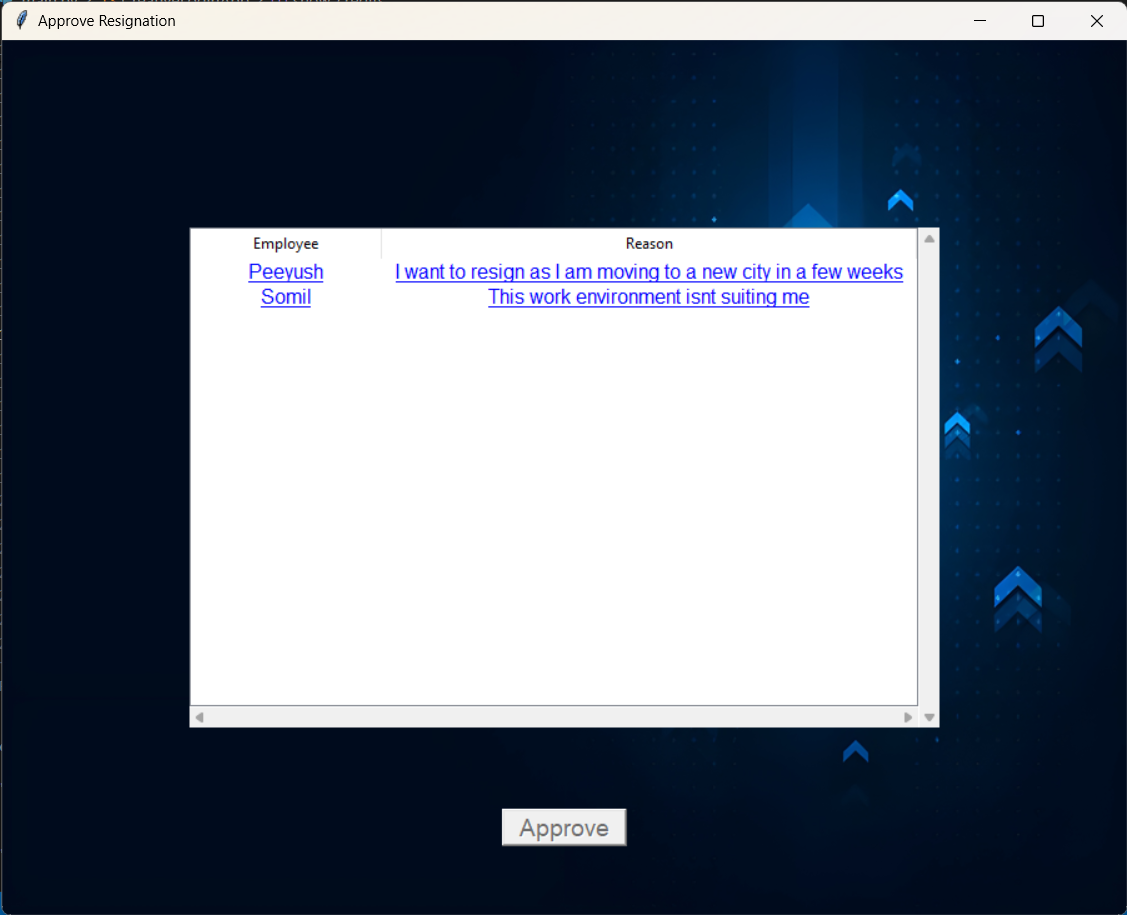 Approve Resignation
Employee Reason
Peeyush I want to resign as I am moving to a new city in a few weeks
Somil This work environment isnt suiting me
Approve